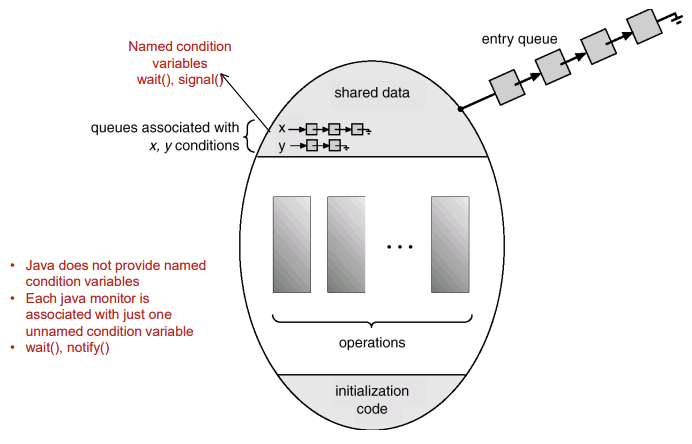 Named condition
variables
wait(), signal()
entry queue
shared data
queues associated with
x, y conditions
x
y
• Java does not provide named
condition variables
• Each java monitor is
associated with just one
unnamed condition variable
• wait(), notify()
...
operations
initialization
code